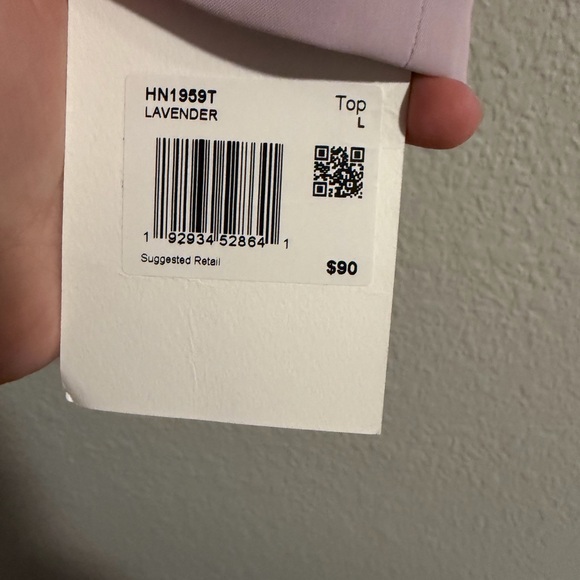 HN1959T
LAVENDER
Top
L
1 92934 52864 1
Suggested Retail
$90